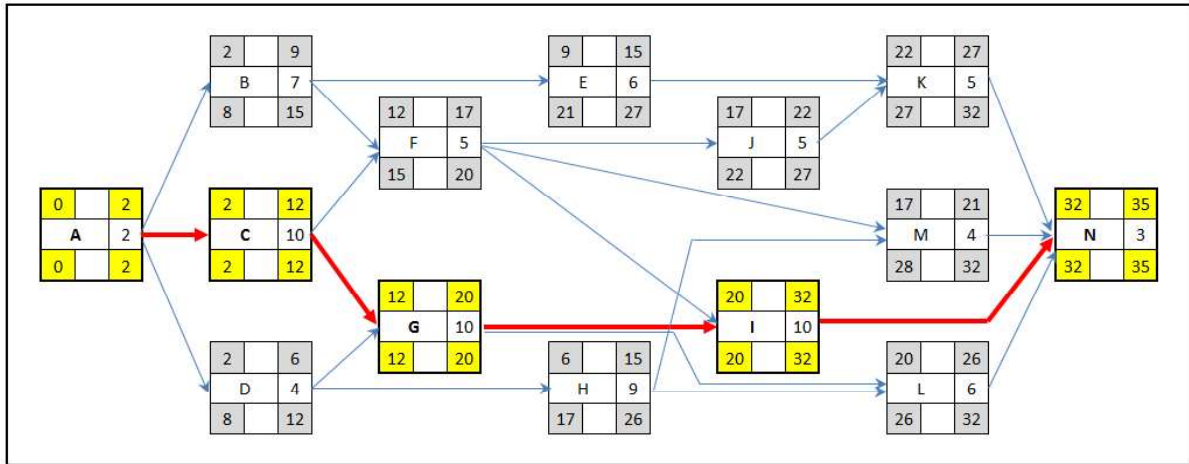 2 9
B 7
8 15
9 15
E 6
21 27
22 27
K 5
27 32
12 17
F 5
15 20
17 22
J 5
22 27
0 2
A 2
0 2
2 12
C 10
2 12
17 21
M 4
28 32
32 35
N 3
32 35
12 20
G 10
12 20
20 32
I 10
20 32
2 6
D 4
8 12
6 15
H 9
17 26
20 26
L 6
26 32